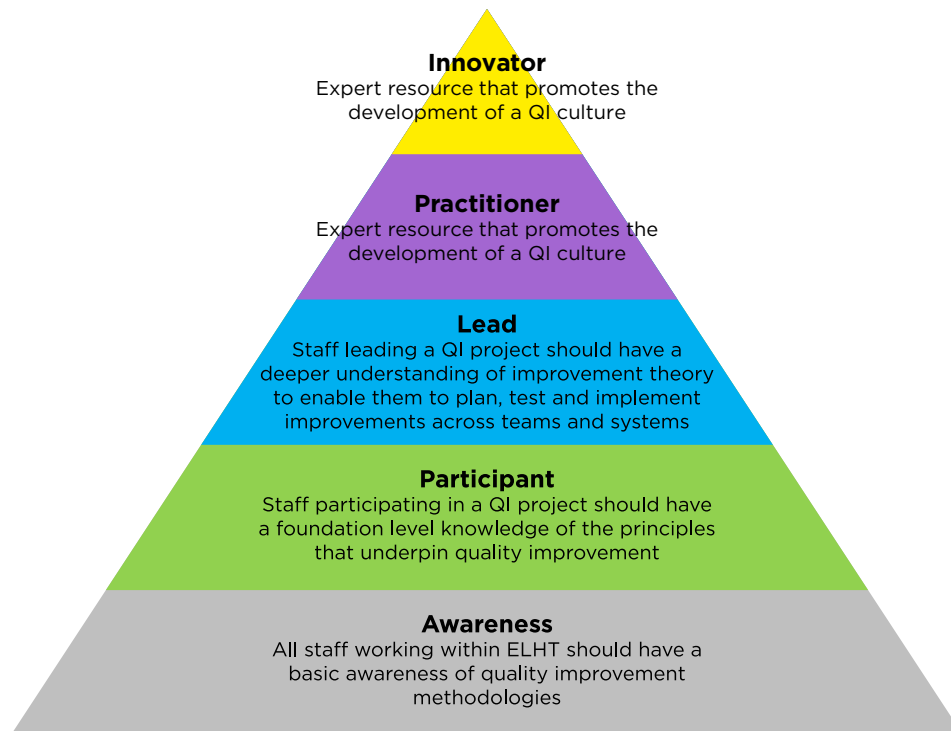 Innovator
Expert resource that promotes the
development of a QI culture
Practitioner
Expert resource that promotes the
development of a QI culture
Lead
Staff leading a QI project should have a
deeper understanding of improvement theory
to enable them to plan, test and implement
improvements across teams and systems
Participant
Staff participating in a QI project should have
a foundation level knowledge of the principles
that underpin quality improvement
Awareness
All staff working within ELHT should have a
basic awareness of quality improvement
methodologies